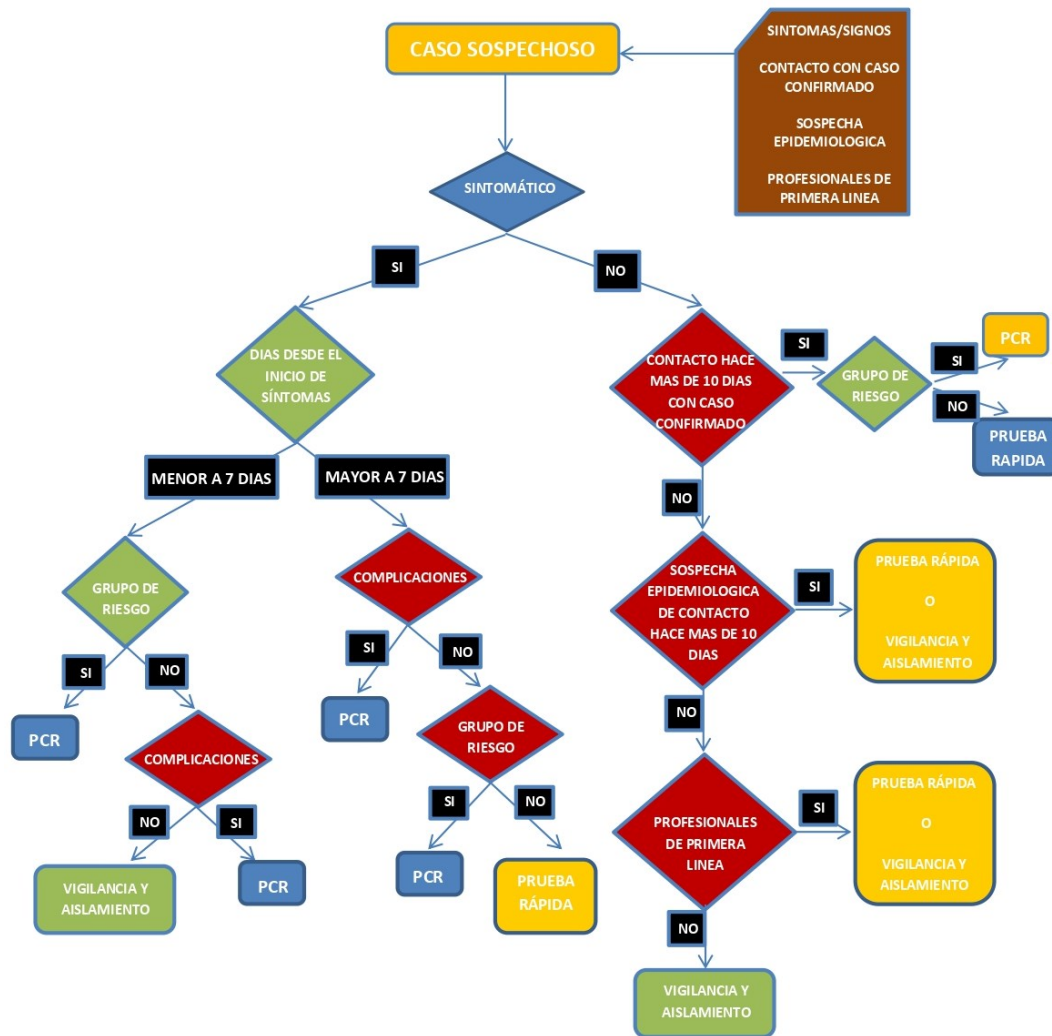 CASO SOSPECHOSO
SINTOMAS/SIGNOS
CONTACTO CON CASO
CONFIRMADO
SOSPECHA
EPIDEMIOLOGICA
PROFESIONALES DE
PRIMERA LINEA
SINTOMÁTICO
SI
NO
DIAS DESDE EL
INICIO DE
SÍNTOMAS
CONTACTO HACE
MAS DE 10 DIAS
CON CASO
CONFIRMADO
SI
GRUPO DE
RIESGO
SI
PCR
NO
PRUEBA
RAPIDA
MENOR A 7 DIAS
MAYOR A 7 DIAS
NO
GRUPO DE
RIESGO
COMPLICACIONES
SOSPECHA
EPIDEMIOLOGICA
DE CONTACTO
HACE MAS DE 10
DIAS
SI
PRUEBA RÁPIDA
O
VIGILANCIA Y
AISLAMIENTO
SI
NO
SI
NO
NO
PCR
COMPLICACIONES
PCR
GRUPO DE
RIESGO
NO
SI
SI
NO
PROFESIONALES
DE PRIMERA
LINEA
SI
PRUEBA RÁPIDA
O
VIGILANCIA Y
AISLAMIENTO
VIGILANCIA Y
AISLAMIENTO
PCR
PCR
PRUEBA
RÁPIDA
NO
VIGILANCIA Y
AISLAMIENTO